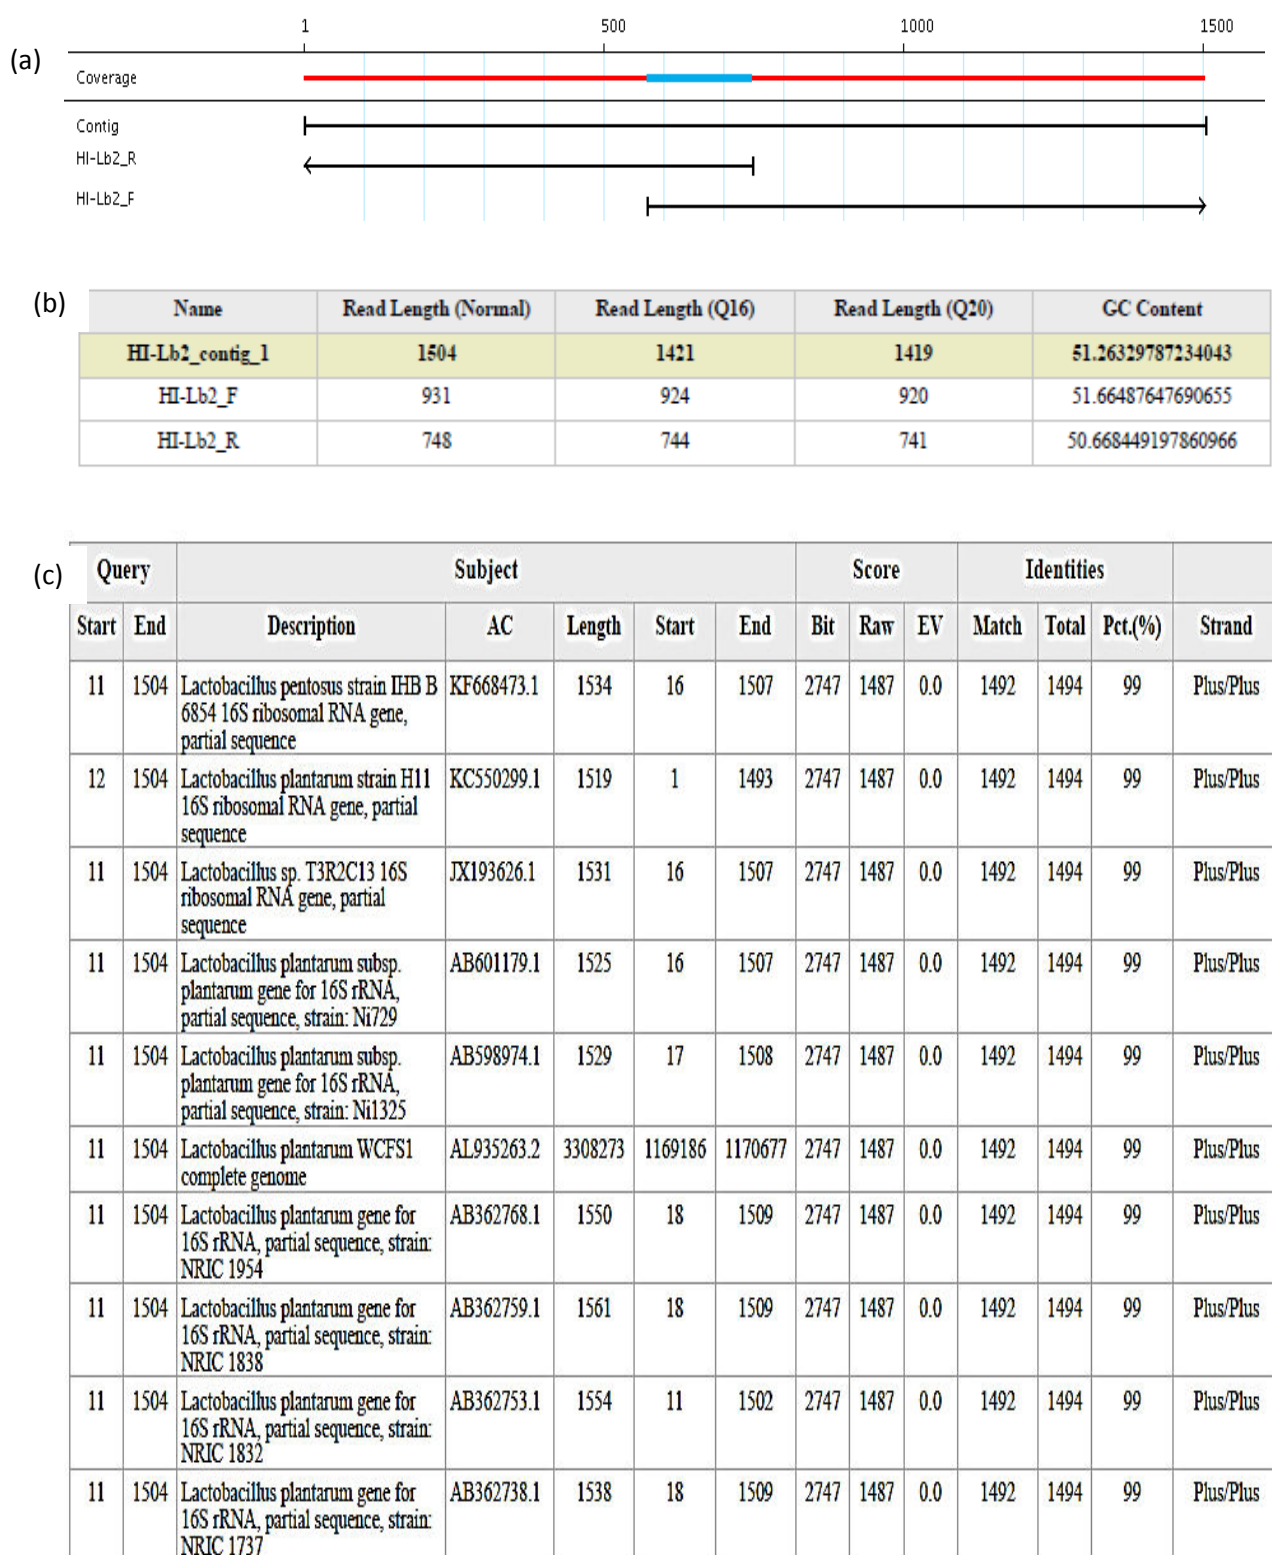 1 500 1000 1500
(a)
Coverage
Contig
HI-Lb2_R
HI-Lb2_F
(b)
Name Read Length (Normal) Read Length (Q16) Read Length (Q20) GC Content
HI-Lb2_contig_1 1504 1421 1419 51.26329787234043
HI-Lb2_F 931 924 920 51.66487647690655
HI-Lb2_R 748 744 741 50.668449197860966
(c)
Query Subject Score Identities
Start End Description AC Length Start End Bit Raw EV Match Total Pct.(%) Strand
11 1504 Lactobacillus pentosus strain IHB B KF668473.1 1534 16 1507 2747 1487 0.0 1492 1494 99 Plus/Plus
6854 16S ribosomal RNA gene,
partial sequence
12 1504 Lactobacillus plantarum strain H11 KC550299.1 1519 1 1493 2747 1487 0.0 1492 1494 99 Plus/Plus
16S ribosomal RNA gene, partial
sequence
11 1504 Lactobacillus sp. T3R2C13 16S JX193626.1 1531 16 1507 2747 1487 0.0 1492 1494 99 Plus/Plus
ribosomal RNA gene, partial
sequence
11 1504 Lactobacillus plantarum subsp. AB601179.1 1525 16 1507 2747 1487 0.0 1492 1494 99 Plus/Plus
plantarum gene for 16S rRNA,
partial sequence, strain: Ni729
11 1504 Lactobacillus plantarum subsp. AB598974.1 1529 17 1508 2747 1487 0.0 1492 1494 99 Plus/Plus
plantarum gene for 16S rRNA,
partial sequence, strain: Ni1325
11 1504 Lactobacillus plantarum WCFS1 AL935263.2 3308273 1169186 1170677 2747 1487 0.0 1492 1494 99 Plus/Plus
complete genome
11 1504 Lactobacillus plantarum gene for AB362768.1 1550 18 1509 2747 1487 0.0 1492 1494 99 Plus/Plus
16S rRNA, partial sequence, strain:
NRIC 1954
11 1504 Lactobacillus plantarum gene for AB362759.1 1561 18 1509 2747 1487 0.0 1492 1494 99 Plus/Plus
16S rRNA, partial sequence, strain:
NRIC 1838
11 1504 Lactobacillus plantarum gene for AB362753.1 1554 11 1502 2747 1487 0.0 1492 1494 99 Plus/Plus
16S rRNA, partial sequence, strain:
NRIC 1832
11 1504 Lactobacillus plantarum gene for AB362738.1 1538 18 1509 2747 1487 0.0 1492 1494 99 Plus/Plus
16S rRNA, partial sequence, strain:
NRIC 1737